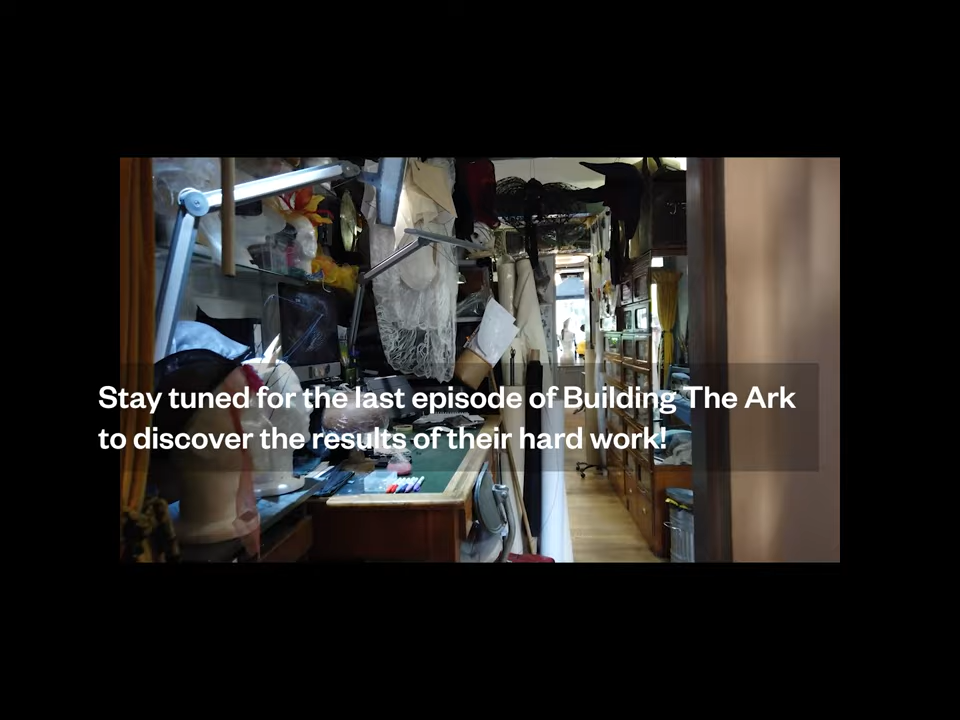 Stay tuned for the last episode of Building The Ark
to discover the results of their hard work!